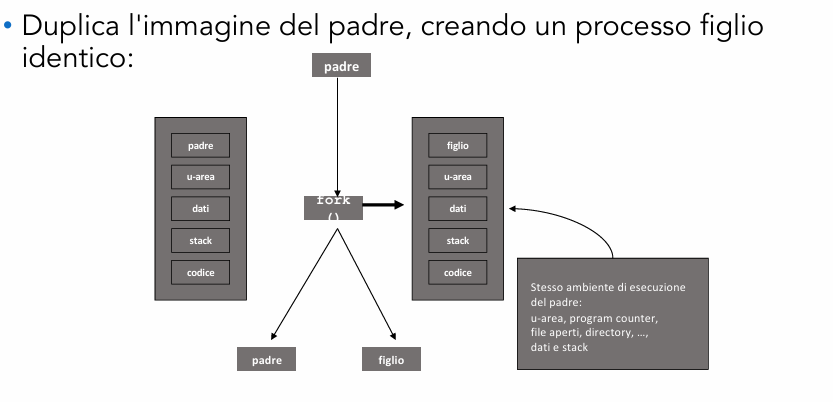 • Duplica l'immagine del padre, creando un processo figlio
identico:
padre
padre
u-area
dati
stack
codice
fork
()
figlio
u-area
dati
stack
codice
Stesso ambiente di esecuzione
del padre:
u-area, program counter,
file aperti, directory, …,
dati e stack
padre
figlio